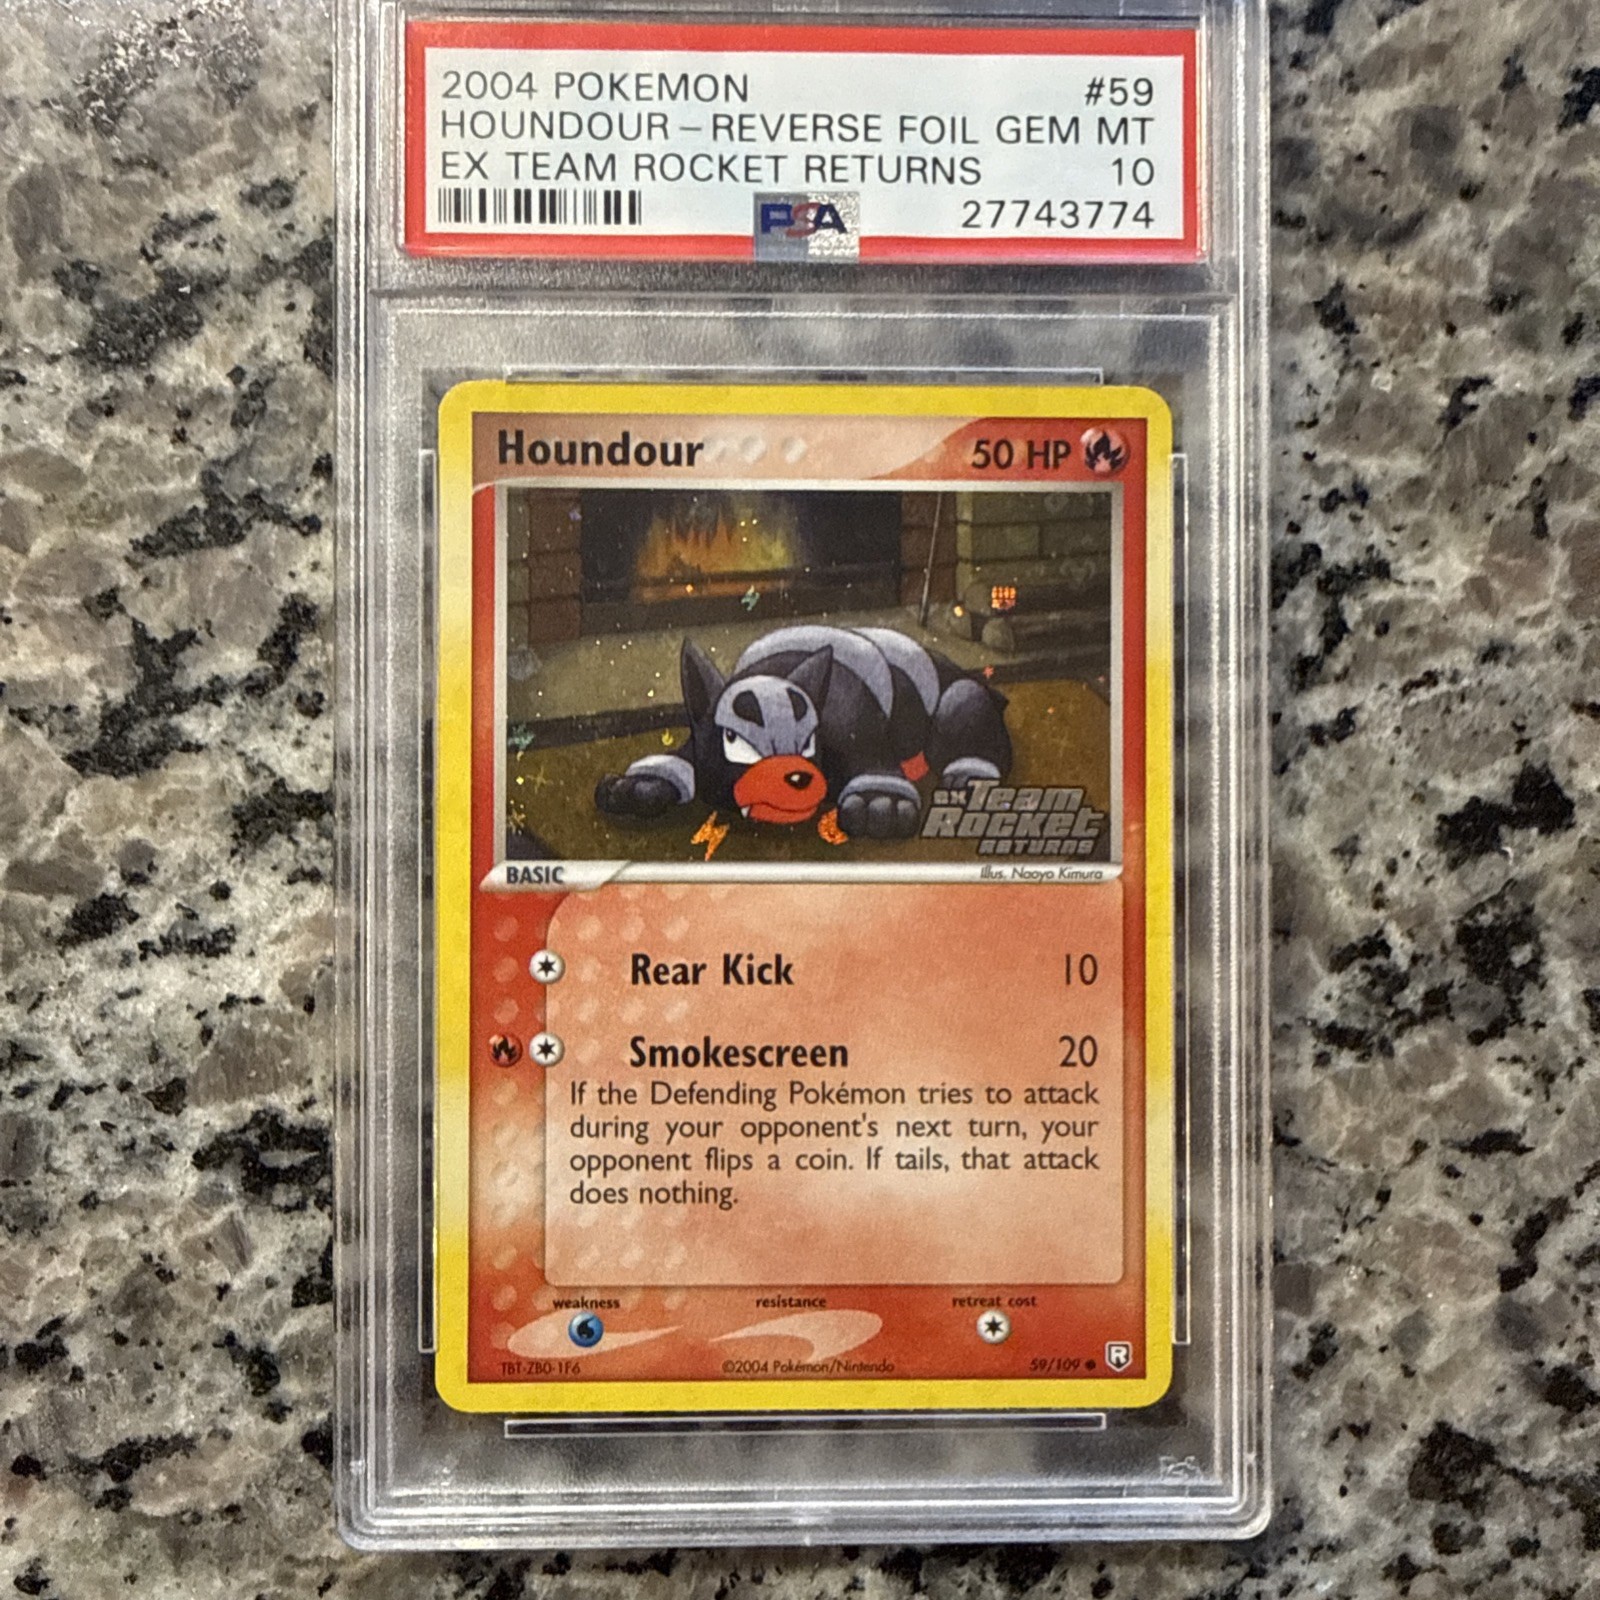 2004 POKEMON #59
HOUNDOUR - REVERSE FOIL GEM MT
EX TEAM ROCKET RETURNS 10
PSA 27743774
Houndour 50 HP
ex Team
Rocket
RETURNS
BASIC Illus. Naoyo Kimura
Rear Kick 10
Smokescreen 20
If the Defending Pokémon tries to attack
during your opponent's next turn, your
opponent flips a coin. If tails, that attack
does nothing.
weakness resistance retreat cost
TBT-ZB0-1F6 ©2004 Pokémon/Nintendo 59/109 ● R